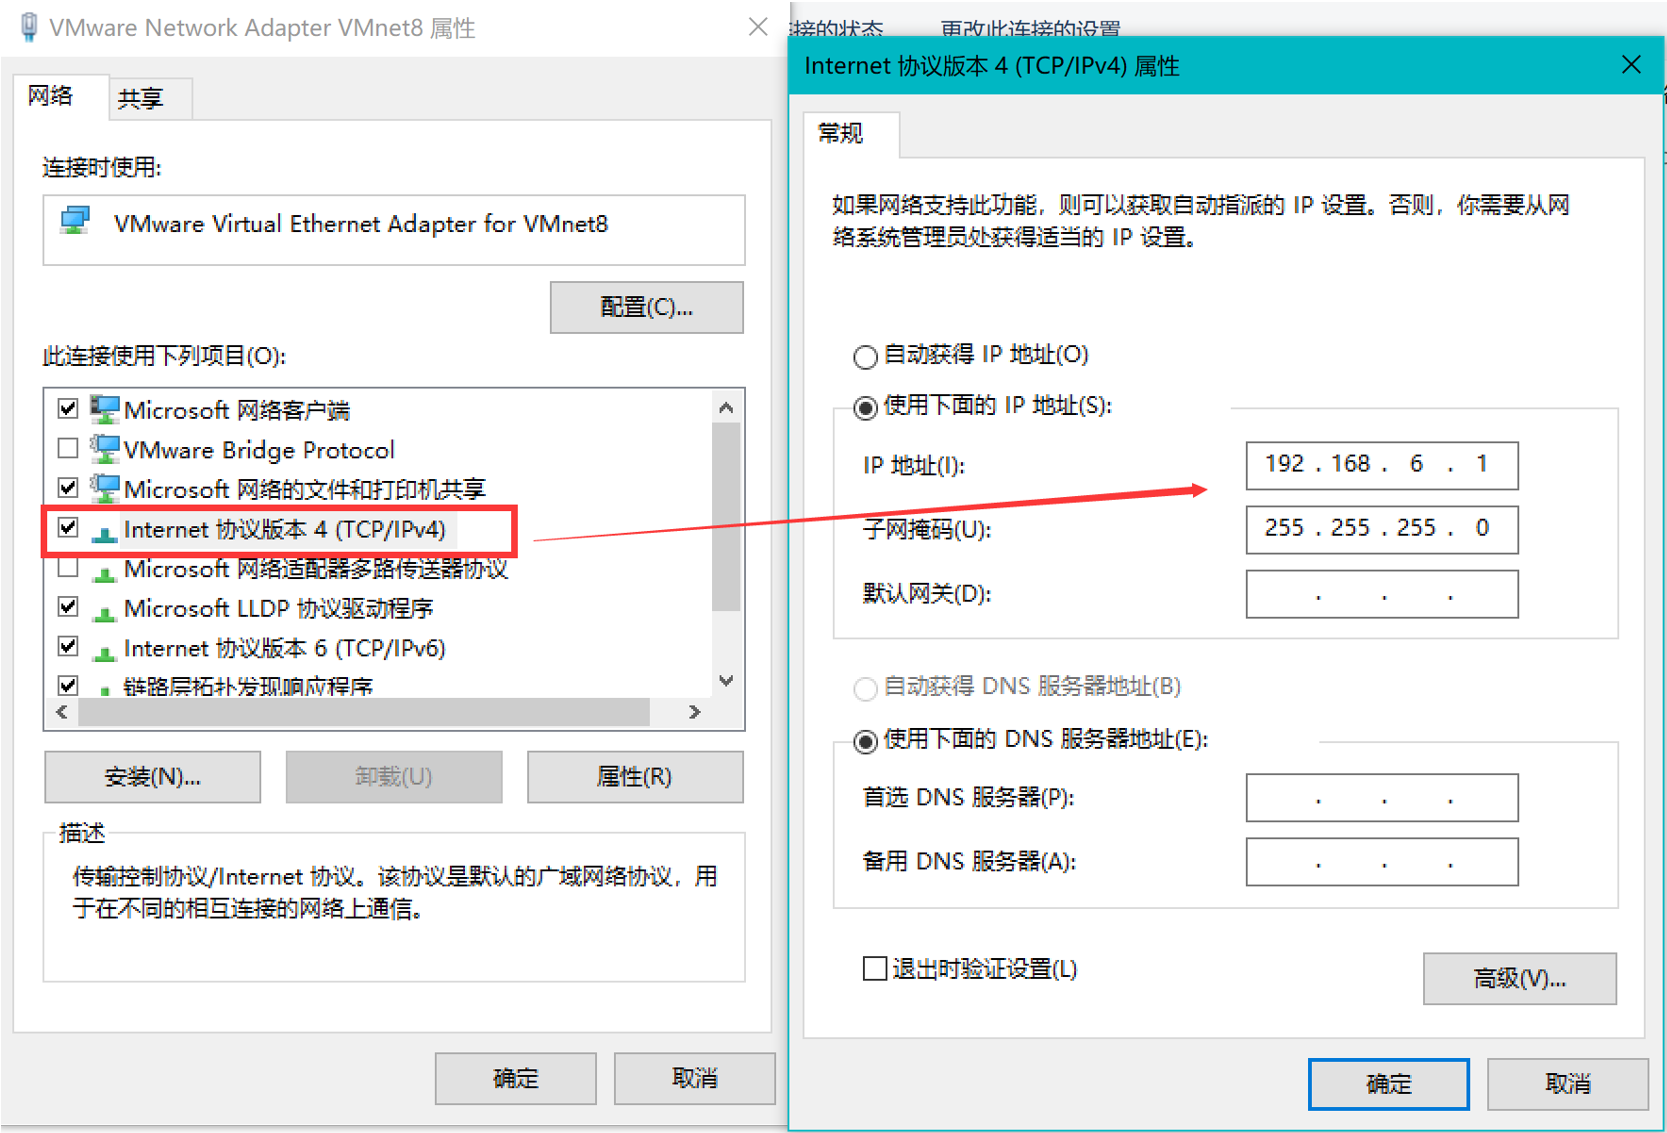 VMware Network Adapter VMnet8 属性
网络
共享
连接时使用:
VMware Virtual Ethernet Adapter for VMnet8
配置(C)...
此连接使用下列项目(O):
Microsoft 网络客户端
VMware Bridge Protocol
Microsoft 网络的文件和打印机共享
Internet 协议版本 4 (TCP/IPv4)
Microsoft 网络适配器多路传送器协议
Microsoft LLDP 协议驱动程序
Internet 协议版本 6 (TCP/IPv6)
链路层拓扑发现响应程序
安装(N)...
卸载(U)
属性(R)
描述
传输控制协议/Internet 协议。该协议是默认的广域网络协议，用
于在不同的相互连接的网络上通信。
确定
取消
接的状态
更改此连接的设置
Internet 协议版本 4 (TCP/IPv4) 属性
常规
如果网络支持此功能，则可以获取自动指派的 IP 设置。否则，你需要从网
络系统管理员处获得适当的 IP 设置。
自动获得 IP 地址(O)
使用下面的 IP 地址(S):
IP 地址(I):
192 . 168 . 6 . 1
子网掩码(U):
255 . 255 . 255 . 0
默认网关(D):
. . .
自动获得 DNS 服务器地址(B)
使用下面的 DNS 服务器地址(E):
首选 DNS 服务器(P):
. . .
备用 DNS 服务器(A):
. . .
退出时验证设置(L)
高级(V)...
确定
取消